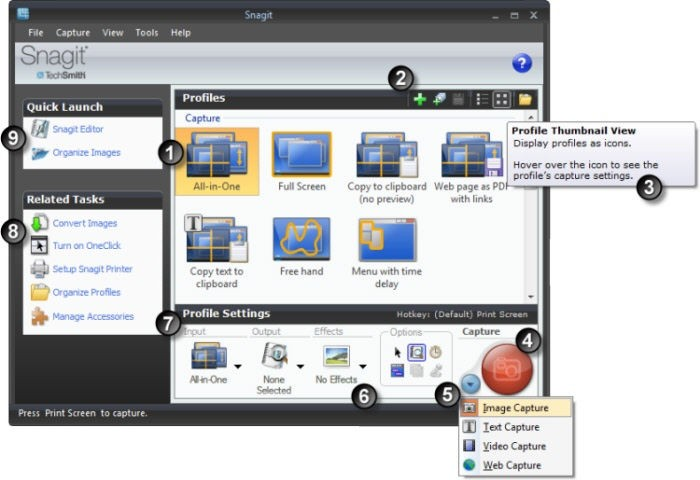 Snagit
File Capture View Tools Help
Snagit
TechSmith
?
Quick Launch
9
Snagit Editor
Organize Images
Related Tasks
8
Convert Images
Turn on OneClick
Setup Snagit Printer
Organize Profiles
Manage Accessories
2
Profiles
Capture
1
All-in-One
Full Screen
Copy to clipboard
(no preview)
Web page as PDF
with links
T
Copy text to
clipboard
Free hand
Menu with time
delay
Profile Thumbnail View
Display profiles as icons.
Hover over the icon to see the
profile's capture settings.
3
7
Profile Settings
Hotkey: (Default) Print Screen
Input
All-in-One
Output
None
Selected
Effects
No Effects
6
Options
Capture
4
5
Image Capture
T Text Capture
Video Capture
Web Capture
Press Print Screen to capture.